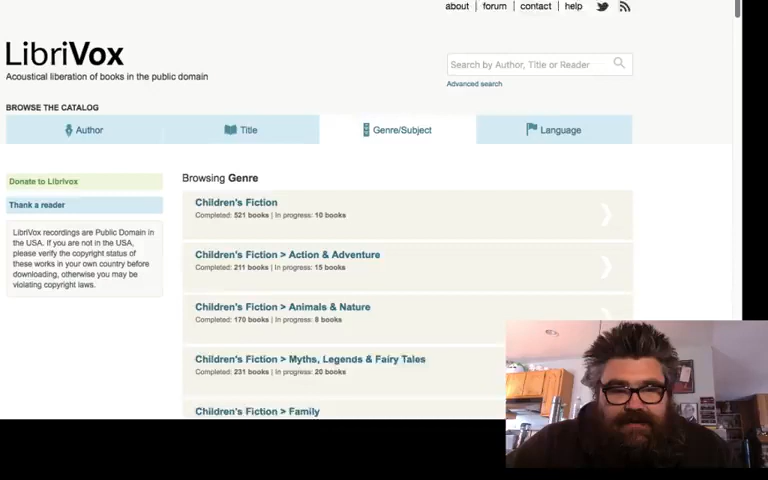 about | forum | contact | help
LibriVox
Acoustical liberation of books in the public domain
Search by Author, Title or Reader
Advanced search
BROWSE THE CATALOG
Author
Title
Genre/Subject
Language
Donate to Librivox
Thank a reader
LibriVox recordings are Public Domain in
the USA. If you are not in the USA,
please verify the copyright status of
these works in your own country before
downloading, otherwise you may be
violating copyright laws.
Browsing Genre
Children's Fiction
Completed: 521 books | In progress: 10 books
Children's Fiction > Action & Adventure
Completed: 211 books | In progress: 15 books
Children's Fiction > Animals & Nature
Completed: 170 books | In progress: 8 books
Children's Fiction > Myths, Legends & Fairy Tales
Completed: 231 books | In progress: 20 books
Children's Fiction > Family